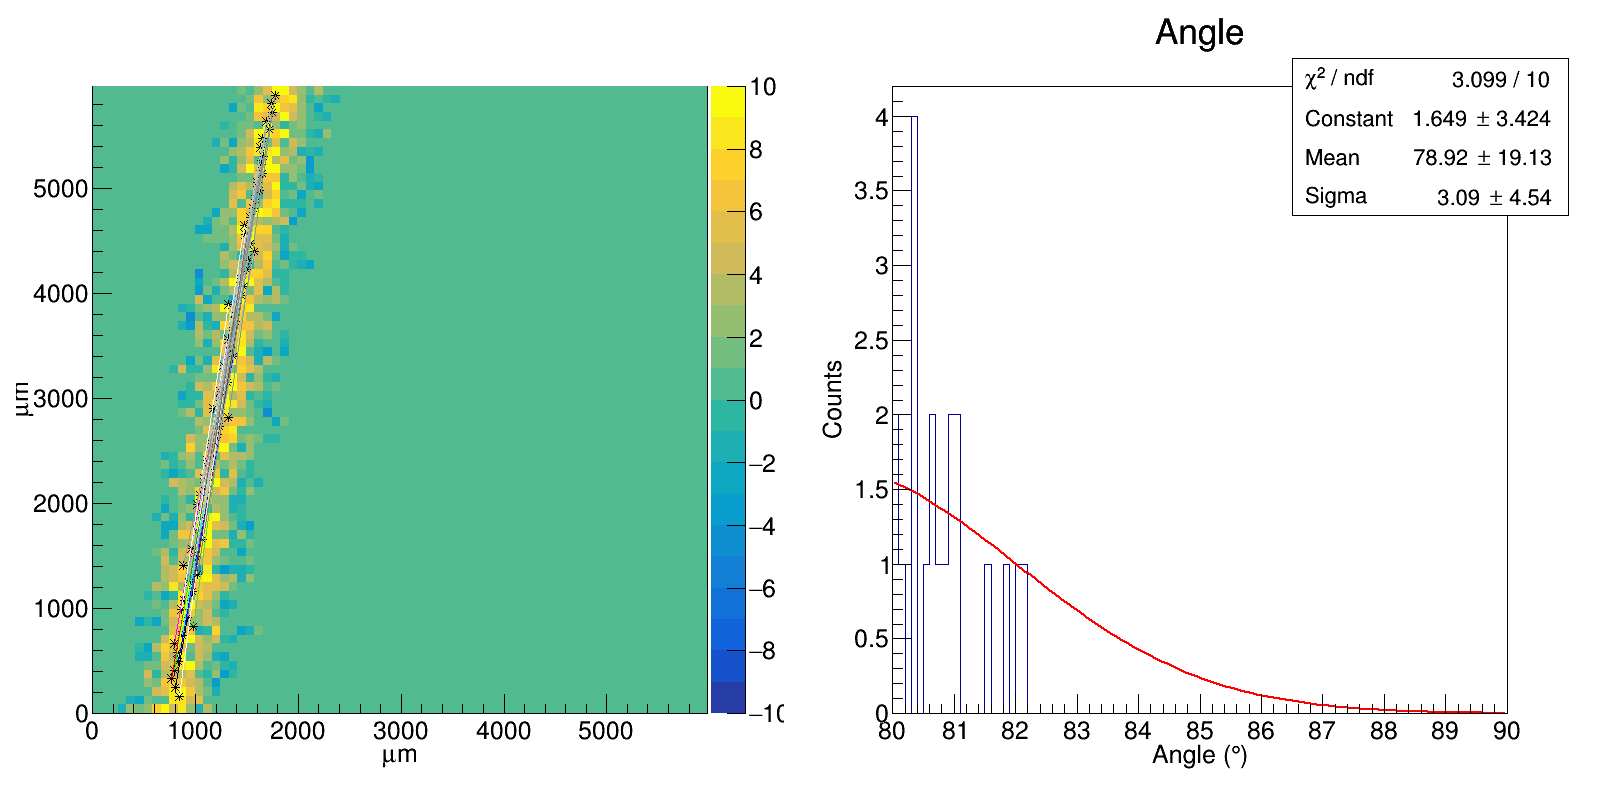 Angle
χ² / ndf 3.099 / 10
Constant 1.649 ± 3.424
Mean 78.92 ± 19.13
Sigma 3.09 ± 4.54
μm
5000
4000
3000
2000
1000
0
0 1000 2000 3000 4000 5000
μm
10
8
6
4
2
0
−2
−4
−6
−8
−10
Counts
4
3.5
3
2.5
2
1.5
1
0.5
0
80 81 82 83 84 85 86 87 88 89 90
Angle (°)